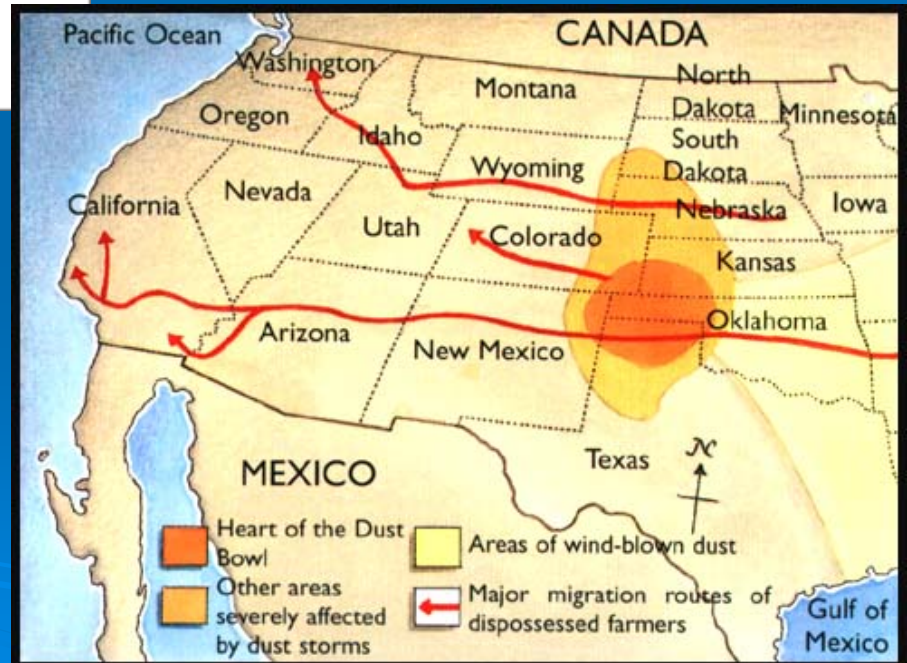 Pacific Ocean
CANADA
Washington
Montana
North
Dakota
Minnesota
Oregon
Idaho
South
Dakota
Wyoming
California
Nevada
Nebraska
Iowa
Utah
Colorado
Kansas
Arizona
New Mexico
Oklahoma
Texas
N
MEXICO
Heart of the Dust
Bowl
Other areas
severely affected
by dust storms
Areas of wind-blown dust
Major migration routes of
dispossessed farmers
Gulf of
Mexico